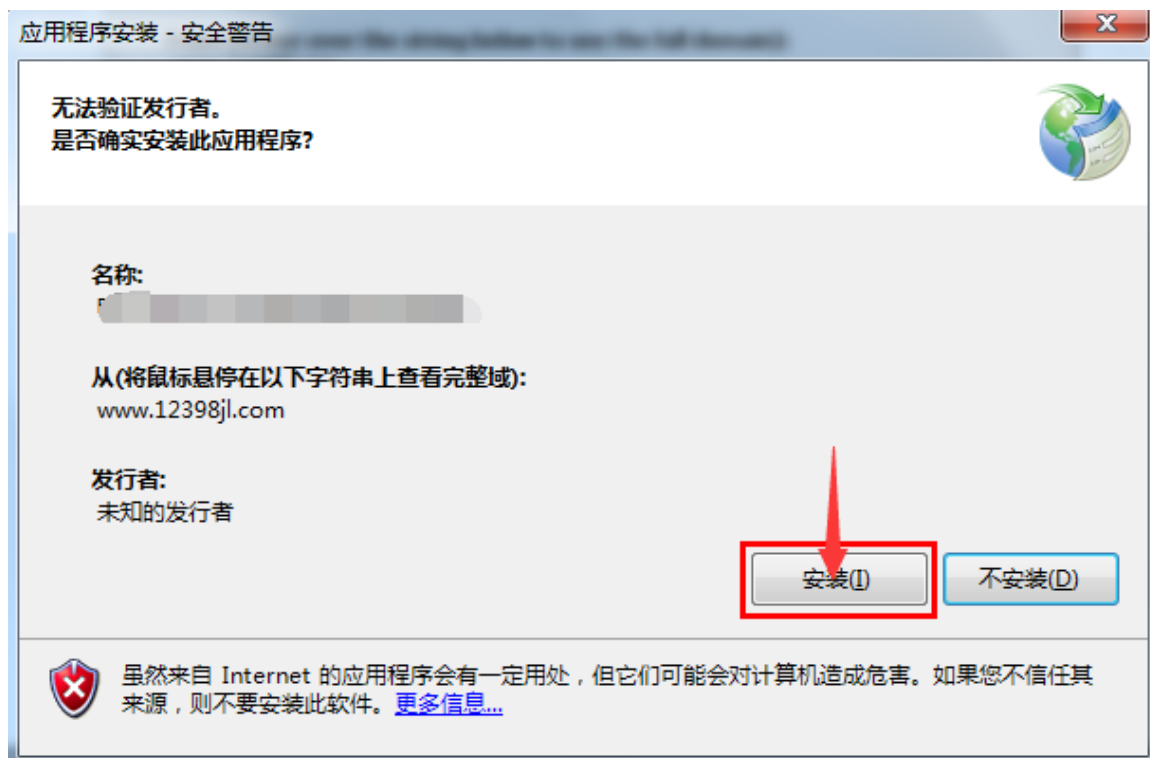 应用程序安装 - 安全警告
无法验证发行者。
是否确实安装此应用程序?
名称:
从(将鼠标悬停在以下字符串上查看完整域):
www.12398jl.com
发行者:
未知的发行者
安装(I)
不安装(D)
虽然来自 Internet 的应用程序会有一定用处，但它们可能会对计算机造成危害。如果您不信任其
来源，则不要安装此软件。更多信息...